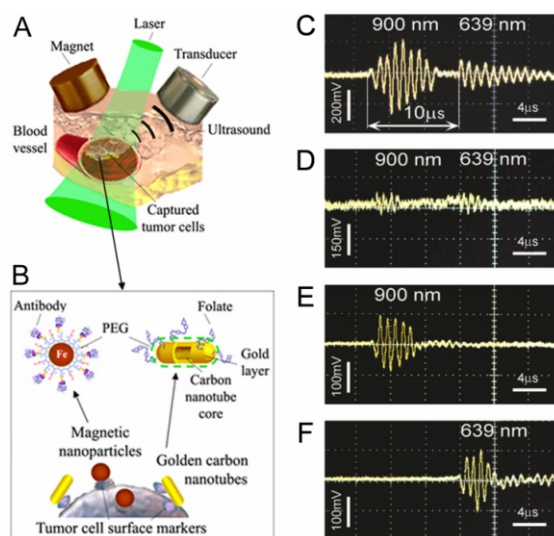 A
Laser
Magnet
Transducer
Blood
vessel
Ultrasound
Captured
tumor cells
B
Antibody
Folate
PEG
Gold
layer
Fe
Carbon
nanotube
core
Magnetic
nanoparticles
Golden carbon
nanotubes
Tumor cell surface markers
C
900 nm
639 nm
200mV
10µs
4µs
D
900 nm
639 nm
150mV
4µs
E
900 nm
100mV
4µs
F
639 nm
100mV
4µs